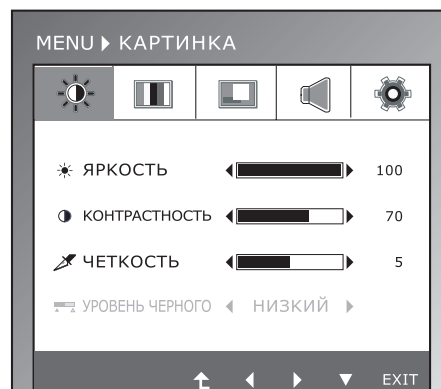 MENU КАРТИНКА
ЯРКОСТЬ 100
КОНТРАСТНОСТЬ 70
ЧЕТКОСТЬ 5
УРОВЕНЬ ЧЕРНОГО НИЗКИЙ
EXIT